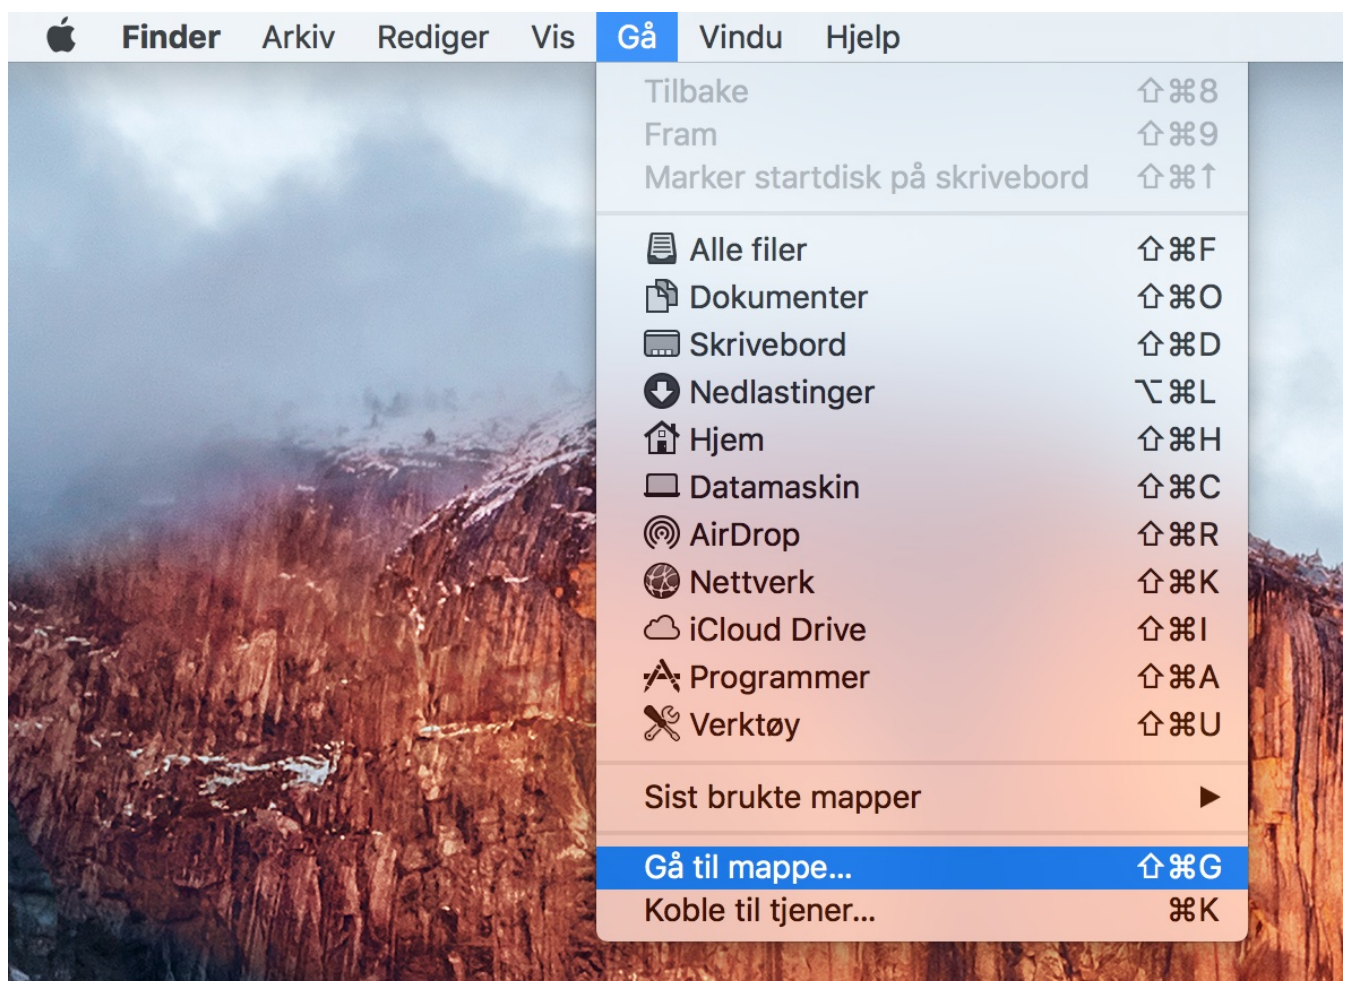 Finder Arkiv Rediger Vis Gå Vindu Hjelp
Tilbake ⇧⌘8
Fram ⇧⌘9
Marker startdisk på skrivebord ⇧⌘↑
Alle filer ⇧⌘F
Dokumenter ⇧⌘O
Skrivebord ⇧⌘D
Nedlastinger ⌥⌘L
Hjem ⇧⌘H
Datamaskin ⇧⌘C
AirDrop ⇧⌘R
Nettverk ⇧⌘K
iCloud Drive ⇧⌘I
Programmer ⇧⌘A
Verktøy ⇧⌘U
Sist brukte mapper ▶
Gå til mappe... ⇧⌘G
Koble til tjener... ⌘K